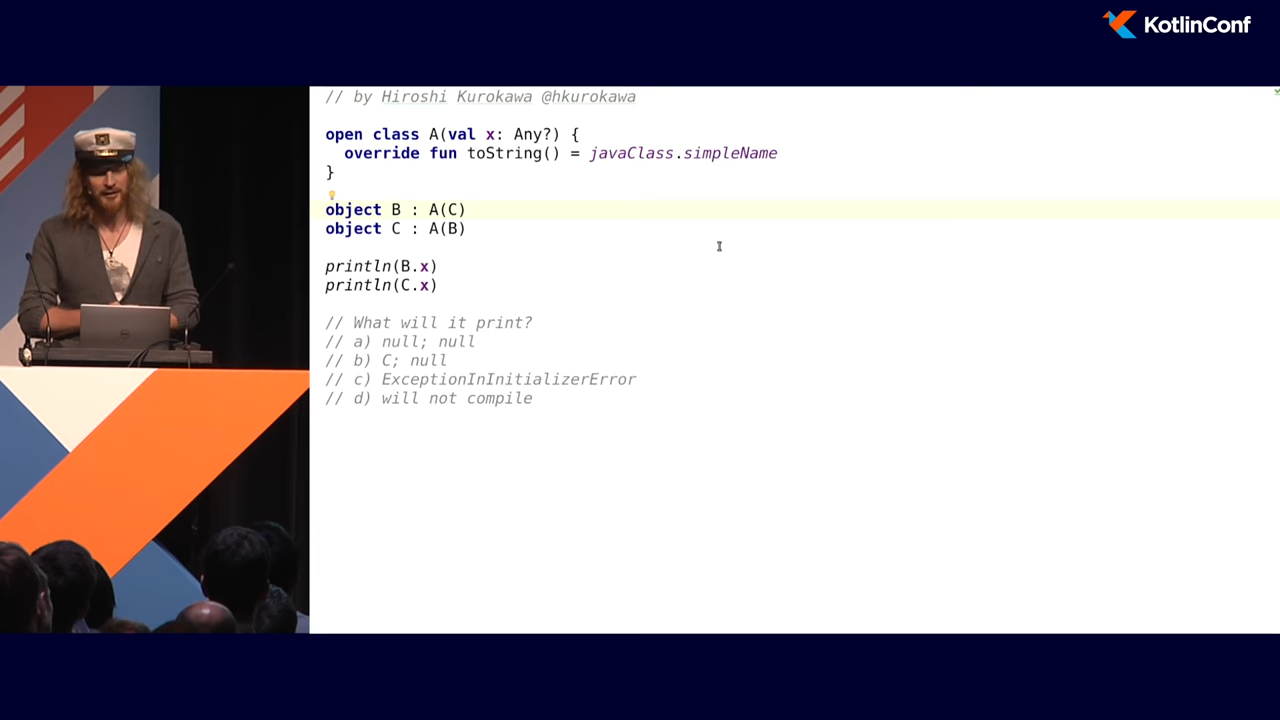 KotlinConf
// by Hiroshi Kurokawa @hkurokawa
open class A(val x: Any?) {
override fun toString() = javaClass.simpleName
}
object B : A(C)
object C : A(B)
println(B.x)
println(C.x)
// What will it print?
// a) null; null
// b) C; null
// c) ExceptionInInitializerError
// d) will not compile